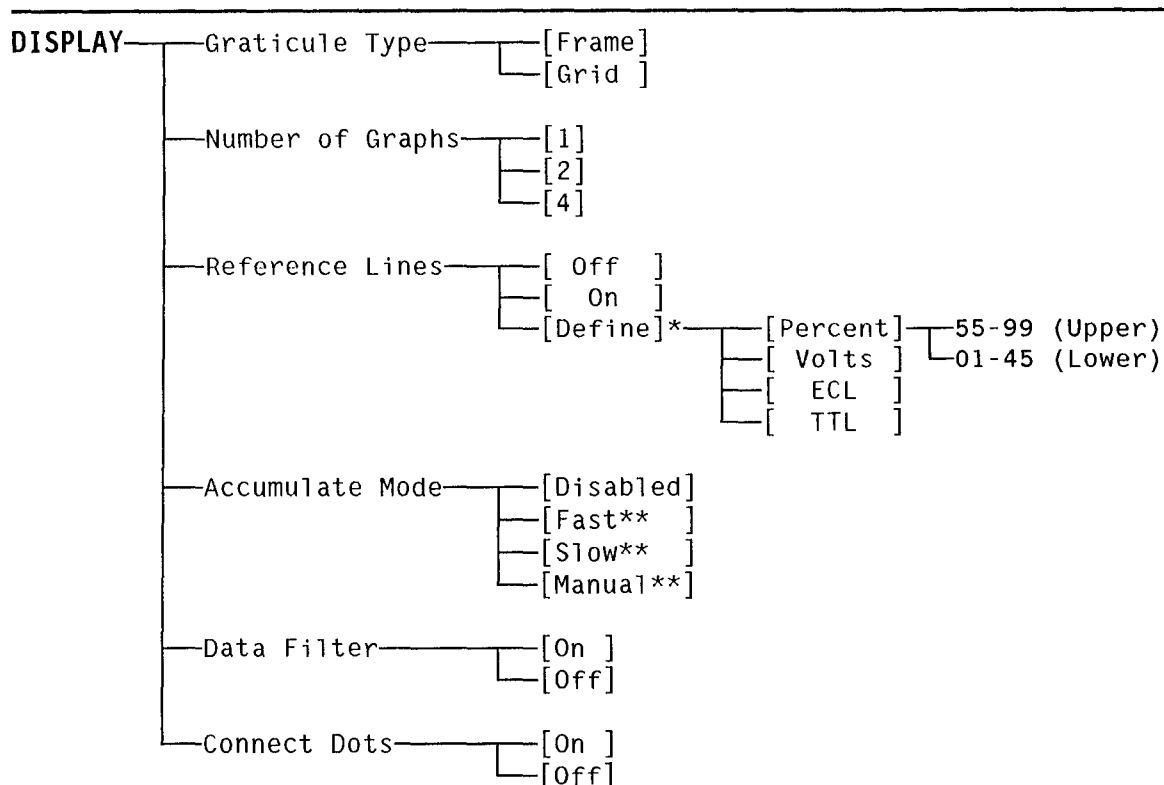 DISPLAY Graticule Type [Frame]
[Grid ]
Number of Graphs [1]
[2]
[4]
Reference Lines [ Off ]
[ On ]
[Define]* [Percent] 55-99 (Upper)
[ Volts ] 01-45 (Lower)
[ ECL ]
[ TTL ]
Accumulate Mode [Disabled]
[Fast** ]
[Slow** ]
[Manual**]
Data Filter [On ]
[Off]
Connect Dots [On ]
[Off]